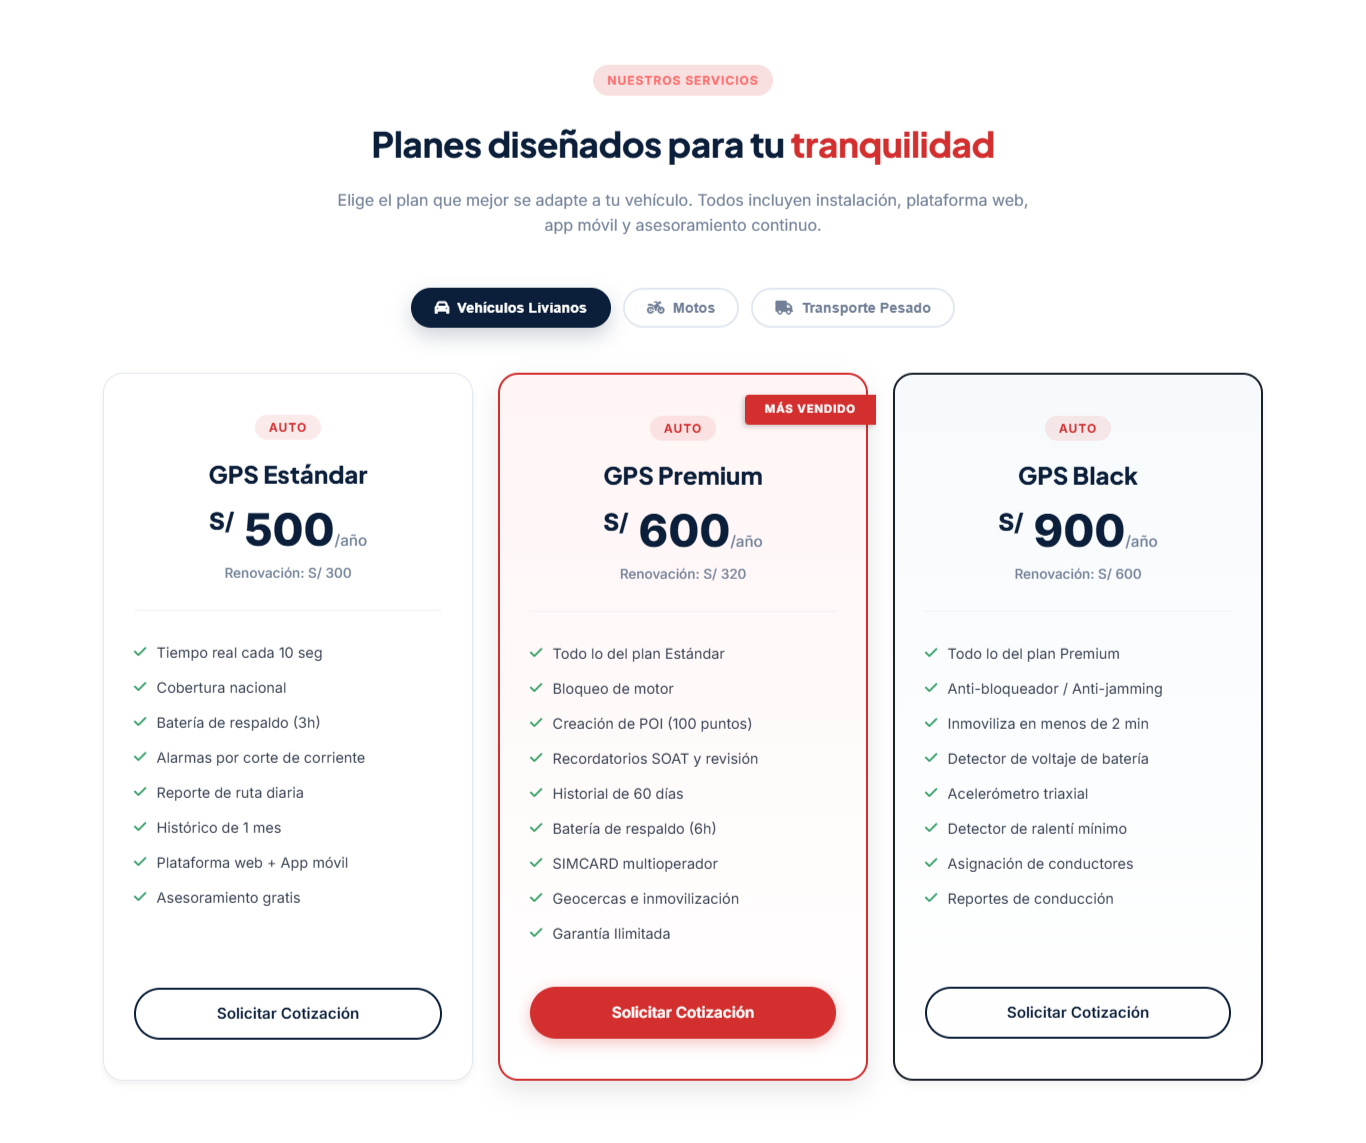 NUESTROS SERVICIOS
Planes diseñados para tu tranquilidad
Elige el plan que mejor se adapte a tu vehículo. Todos incluyen instalación, plataforma web,
app móvil y asesoramiento continuo.
Vehículos Livianos
Motos
Transporte Pesado
AUTO
GPS Estándar
S/ 500/año
Renovación: S/ 300
Tiempo real cada 10 seg
Cobertura nacional
Batería de respaldo (3h)
Alarmas por corte de corriente
Reporte de ruta diaria
Histórico de 1 mes
Plataforma web + App móvil
Asesoramiento gratis
Solicitar Cotización
MÁS VENDIDO
AUTO
GPS Premium
S/ 600/año
Renovación: S/ 320
Todo lo del plan Estándar
Bloqueo de motor
Creación de POI (100 puntos)
Recordatorios SOAT y revisión
Historial de 60 días
Batería de respaldo (6h)
SIMCARD multioperador
Geocercas e inmovilización
Garantía Ilimitada
Solicitar Cotización
AUTO
GPS Black
S/ 900/año
Renovación: S/ 600
Todo lo del plan Premium
Anti-bloqueador / Anti-jamming
Inmoviliza en menos de 2 min
Detector de voltaje de batería
Acelerómetro triaxial
Detector de ralentí mínimo
Asignación de conductores
Reportes de conducción
Solicitar Cotización